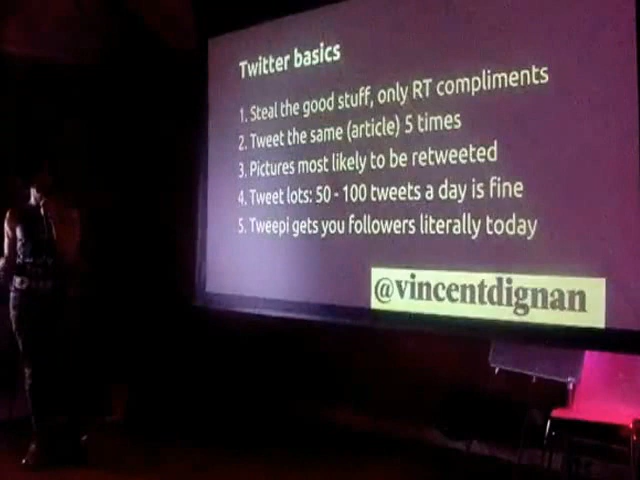 Twitter basics
1. Steal the good stuff, only RT compliments
2. Tweet the same (article) 5 times
3. Pictures most likely to be retweeted
4. Tweet lots: 50 - 100 tweets a day is fine
5. Tweepi gets you followers literally today
@vincentdignan